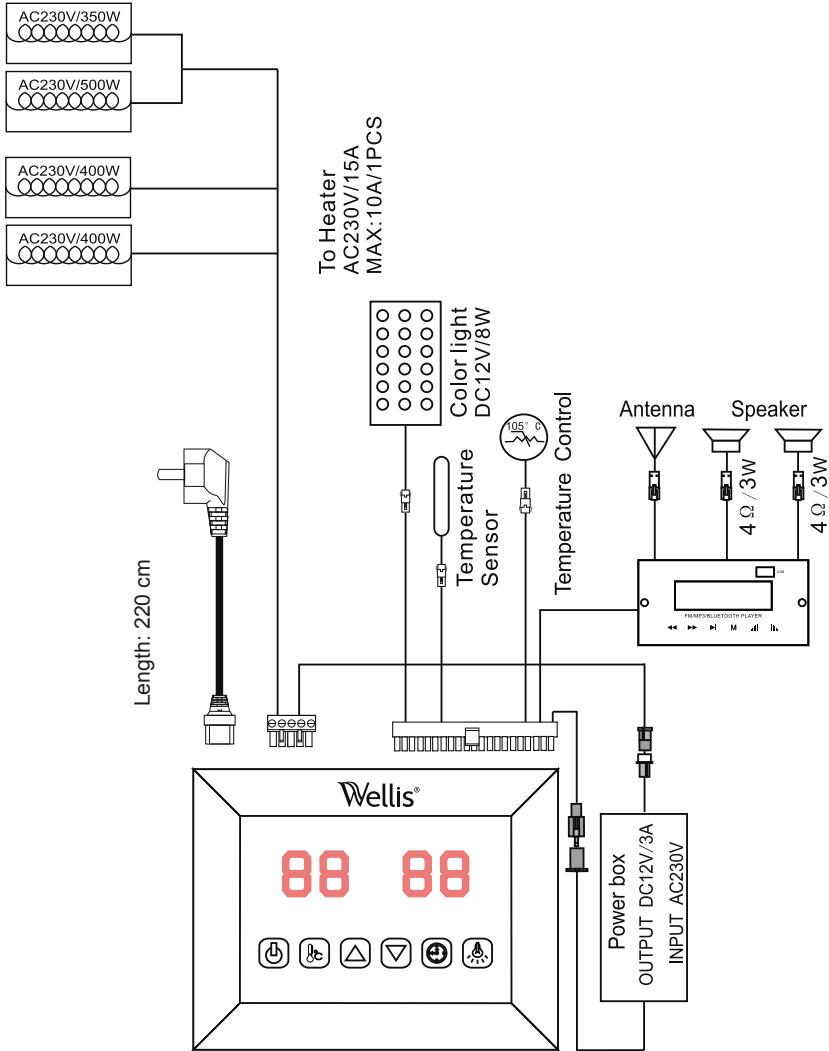 AC230V/350W
AC230V/500W
AC230V/400W
AC230V/400W
To Heater
AC230V/15A
MAX:10A/1PCS
Color light
DC12V/8W
105° C
Temperature Control
Temperature
Sensor
Antenna
Speaker
4 Ω/3W
4 Ω/3W
USB
FM/MP3/BLUETOOTH PLAYER
M
Length: 220 cm
Wellis®
88 88
°C
Power box
OUTPUT DC12V/3A
INPUT AC230V